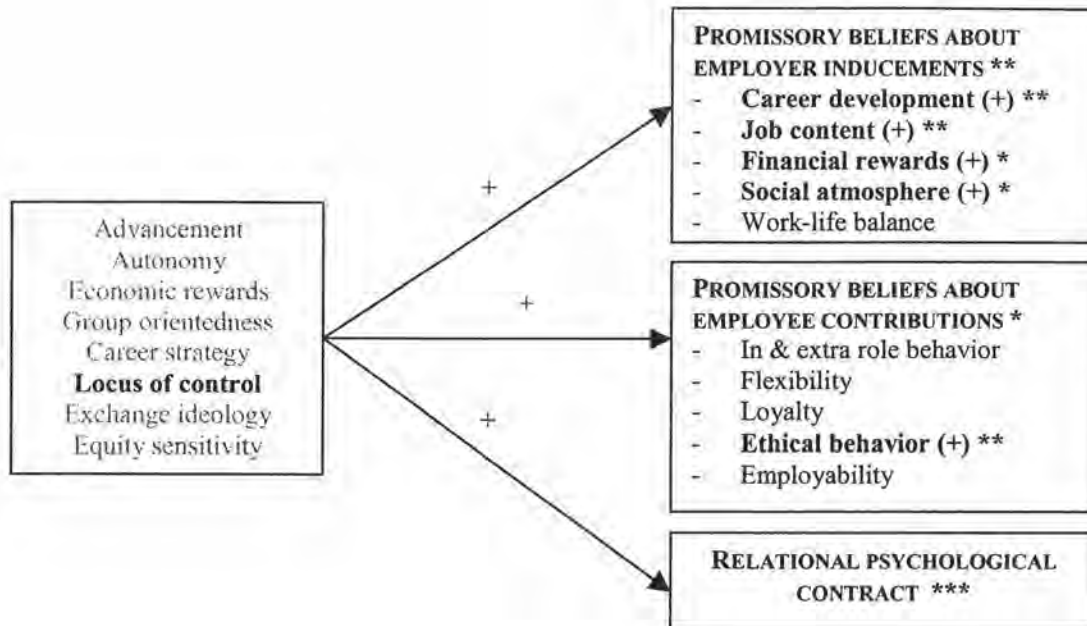 Advancement
Autonomy
Economic rewards
Group orientedness
Career strategy
Locus of control
Exchange ideology
Equity sensitivity
+
+
+
PROMISSORY BELIEFS ABOUT
EMPLOYER INDUCEMENTS **
- Career development (+) **
- Job content (+) **
- Financial rewards (+) *
- Social atmosphere (+) *
- Work-life balance
PROMISSORY BELIEFS ABOUT
EMPLOYEE CONTRIBUTIONS *
- In & extra role behavior
- Flexibility
- Loyalty
- Ethical behavior (+) **
- Employability
RELATIONAL PSYCHOLOGICAL
CONTRACT ***